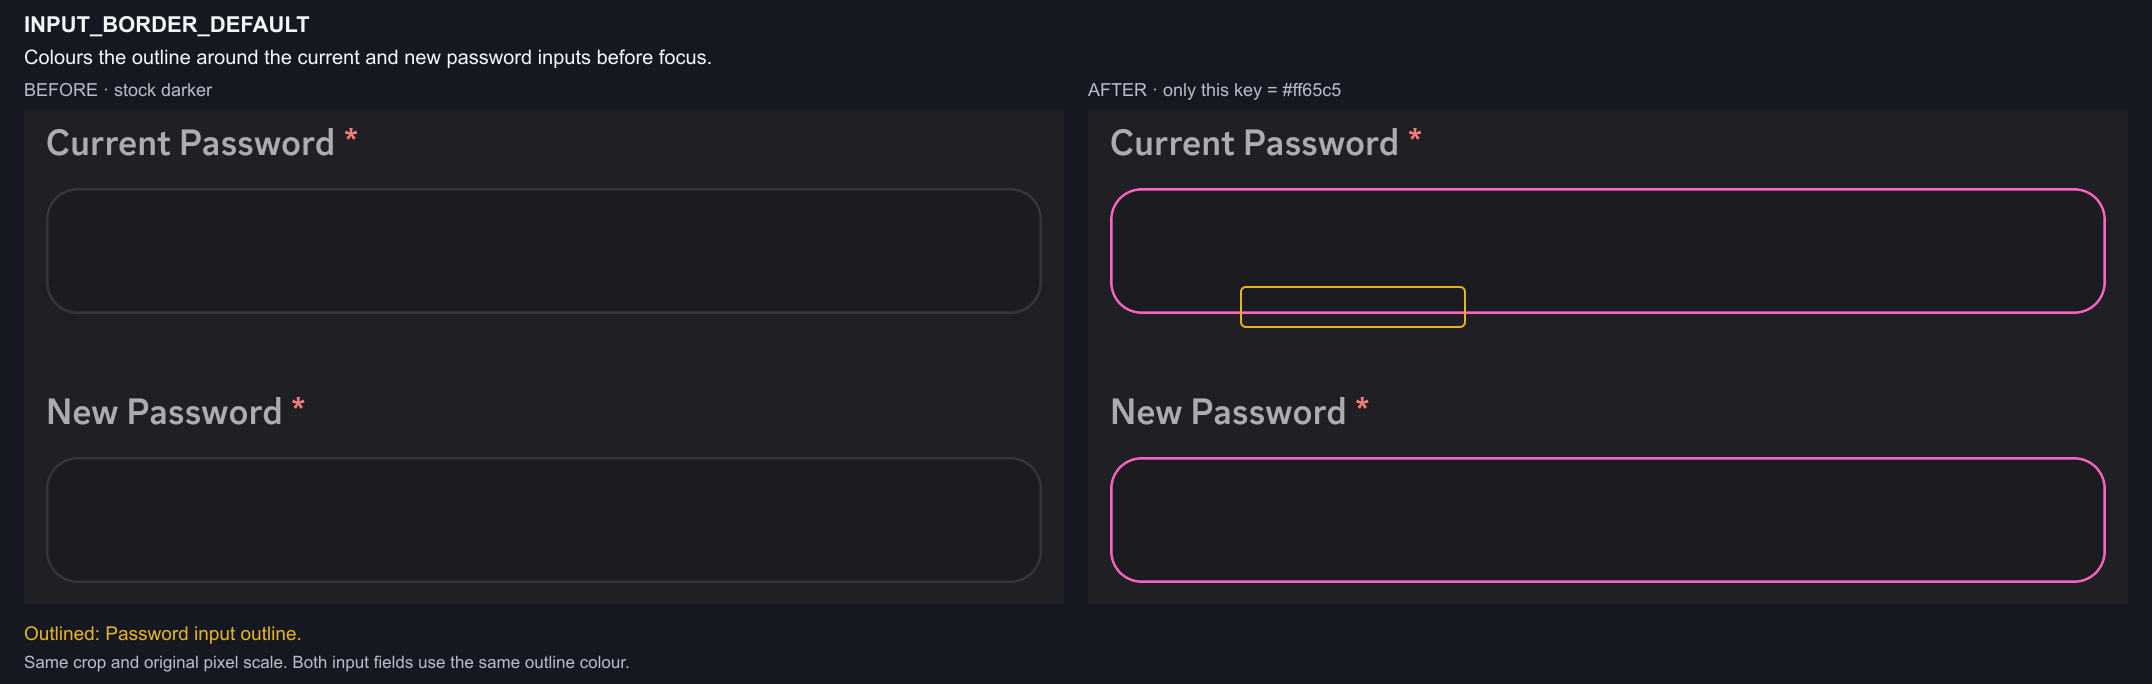 INPUT_BORDER_DEFAULT
Colours the outline around the current and new password inputs before focus.
BEFORE · stock darker
AFTER · only this key = #ff65c5
Current Password *
Current Password *
New Password *
New Password *
Outlined: Password input outline.
Same crop and original pixel scale. Both input fields use the same outline colour.